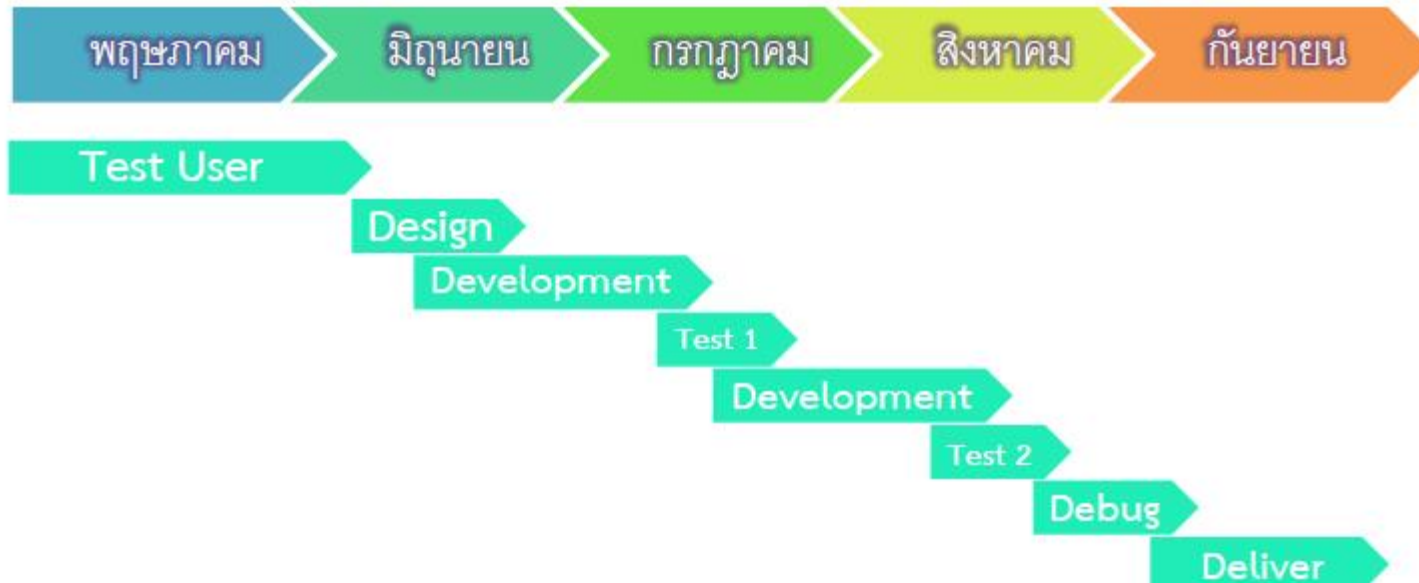 พฤษภาคม มิถุนายน กรกฎาคม สิงหาคม กันยายน
Test User
Design
Development
Test 1
Development
Test 2
Debug
Deliver